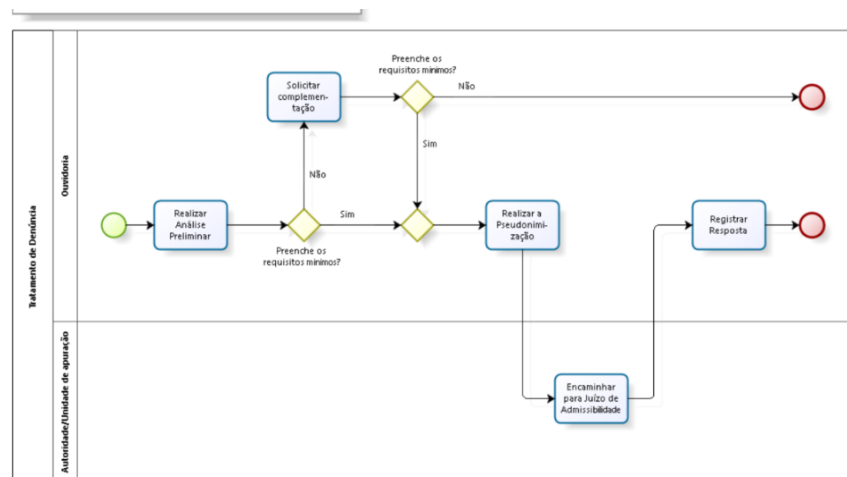 Tratamento de Denúncia
Ouvidoria
Preenche os
requisitos mínimos?
Solicitar
complemen-
tação
Não
Sim
Não
Realizar
Análise
Preliminar
Sim
Preenche os
requisitos mínimos?
Realizar a
Pseudonimi-
zação
Registrar
Resposta
Autoridade/Unidade de apuração
Encaminhar
para Juízo de
Admissibilidade